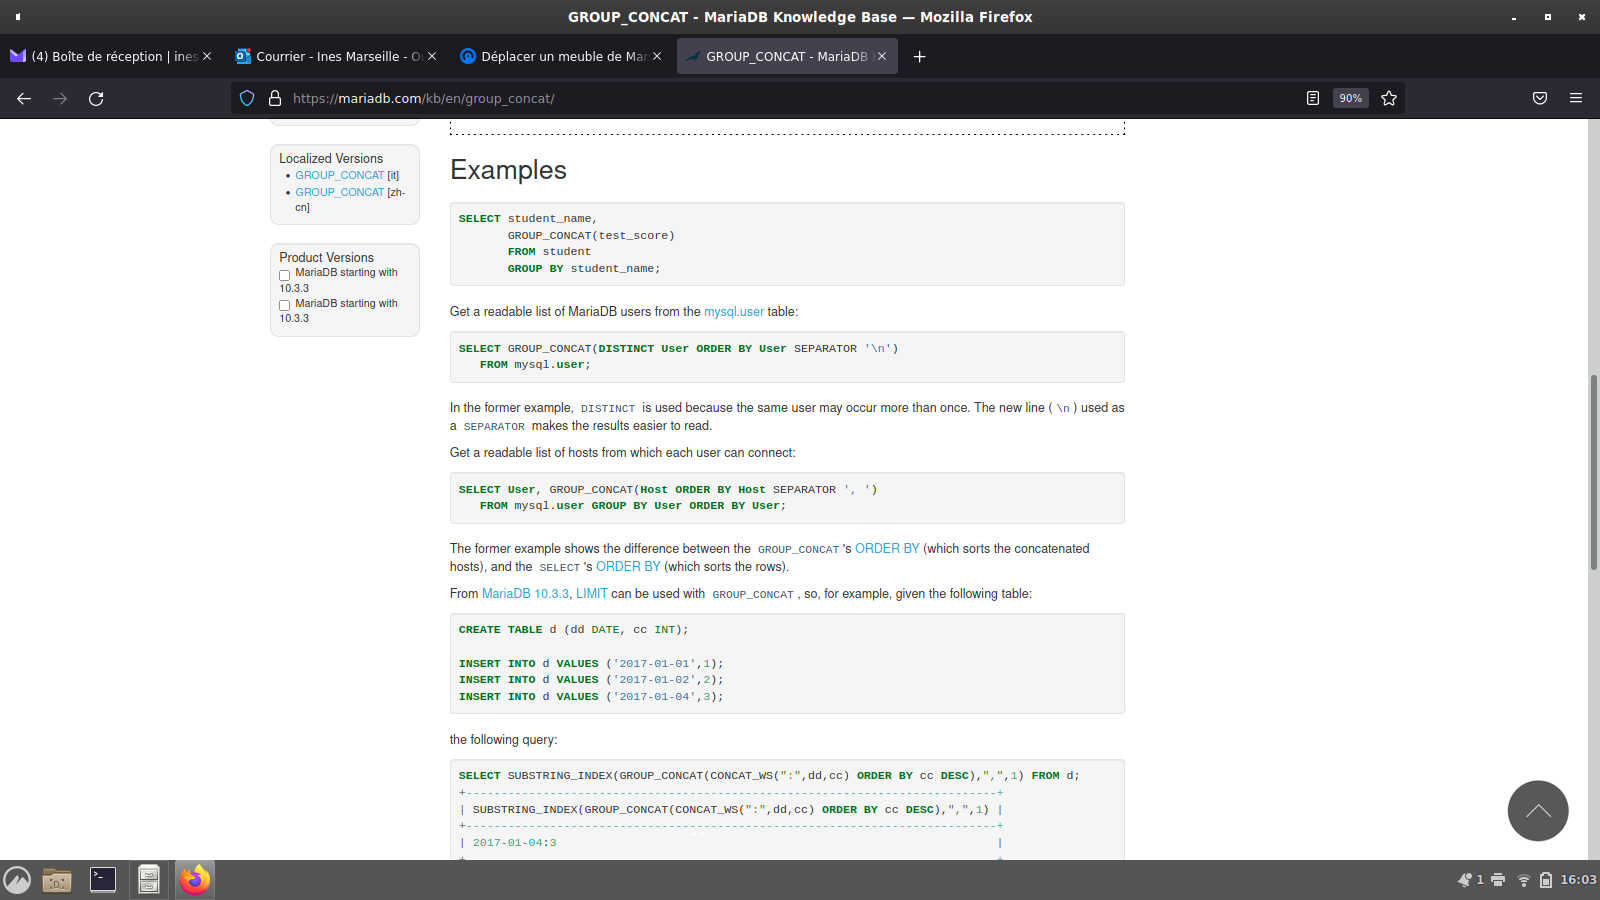 GROUP_CONCAT - MariaDB Knowledge Base — Mozilla Firefox
(4) Boîte de réception | ines
Courrier - Ines Marseille - O
Déplacer un meuble de Mar
GROUP_CONCAT - MariaDB
https://mariadb.com/kb/en/group_concat/
90%
Localized Versions
GROUP_CONCAT [it]
GROUP_CONCAT [zh-
cn]
Product Versions
MariaDB starting with
10.3.3
MariaDB starting with
10.3.3
Examples
SELECT student_name,
GROUP_CONCAT(test_score)
FROM student
GROUP BY student_name;
Get a readable list of MariaDB users from the mysql.user table:
SELECT GROUP_CONCAT(DISTINCT User ORDER BY User SEPARATOR '\n')
FROM mysql.user;
In the former example, DISTINCT is used because the same user may occur more than once. The new line ( \n ) used as
a SEPARATOR makes the results easier to read.
Get a readable list of hosts from which each user can connect:
SELECT User, GROUP_CONCAT(Host ORDER BY Host SEPARATOR ', ')
FROM mysql.user GROUP BY User ORDER BY User;
The former example shows the difference between the GROUP_CONCAT 's ORDER BY (which sorts the concatenated
hosts), and the SELECT 's ORDER BY (which sorts the rows).
From MariaDB 10.3.3, LIMIT can be used with GROUP_CONCAT , so, for example, given the following table:
CREATE TABLE d (dd DATE, cc INT);
INSERT INTO d VALUES ('2017-01-01',1);
INSERT INTO d VALUES ('2017-01-02',2);
INSERT INTO d VALUES ('2017-01-04',3);
the following query:
SELECT SUBSTRING_INDEX(GROUP_CONCAT(CONCAT_WS(":",dd,cc) ORDER BY cc DESC),",",1) FROM d;
+----------------------------------------------------------------------------+
| SUBSTRING_INDEX(GROUP_CONCAT(CONCAT_WS(":",dd,cc) ORDER BY cc DESC),",",1) |
+----------------------------------------------------------------------------+
| 2017-01-04:3 |
1
16:03